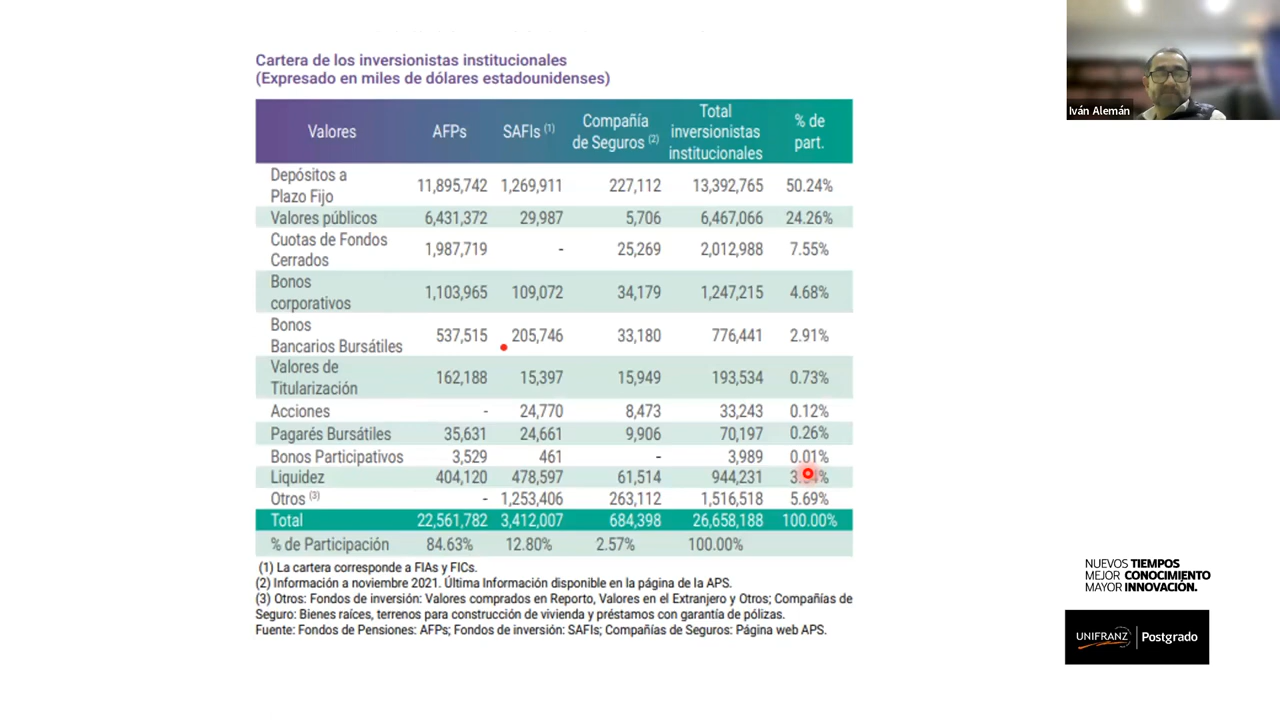 Cartera de los inversionistas institucionales
(Expresado en miles de dólares estadounidenses)
Valores AFPs SAFIs (1) Compañía de Seguros (2) Total inversionistas institucionales % de part.
Depósitos a Plazo Fijo 11,895,742 1,269,911 227,112 13,392,765 50.24%
Valores públicos 6,431,372 29,987 5,706 6,467,066 24.26%
Cuotas de Fondos Cerrados 1,987,719 - 25,269 2,012,988 7.55%
Bonos corporativos 1,103,965 109,072 34,179 1,247,215 4.68%
Bonos Bancarios Bursátiles 537,515 205,746 33,180 776,441 2.91%
Valores de Titularización 162,188 15,397 15,949 193,534 0.73%
Acciones - 24,770 8,473 33,243 0.12%
Pagarés Bursátiles 35,631 24,661 9,906 70,197 0.26%
Bonos Participativos 3,529 461 - 3,989 0.01%
Liquidez 404,120 478,597 61,514 944,231
Otros (3) - 1,253,406 263,112 1,516,518 5.69%
Total 22,561,782 3,412,007 684,398 26,658,188 100.00%
% de Participación 84.63% 12.80% 2.57% 100.00%
(1) La cartera corresponde a FIAs y FICs.
(2) Información a noviembre 2021. Última Información disponible en la página de la APS.
(3) Otros: Fondos de inversión: Valores comprados en Reporto, Valores en el Extranjero y Otros; Compañías de
Seguro: Bienes raíces, terrenos para construcción de vivienda y préstamos con garantía de pólizas.
Fuente: Fondos de Pensiones: AFPs; Fondos de inversión: SAFIs; Compañías de Seguros: Página web APS.
Iván Alemán
NUEVOS TIEMPOS
MEJOR CONOCIMIENTO
MAYOR INNOVACIÓN.
UNIFRANZ Postgrado